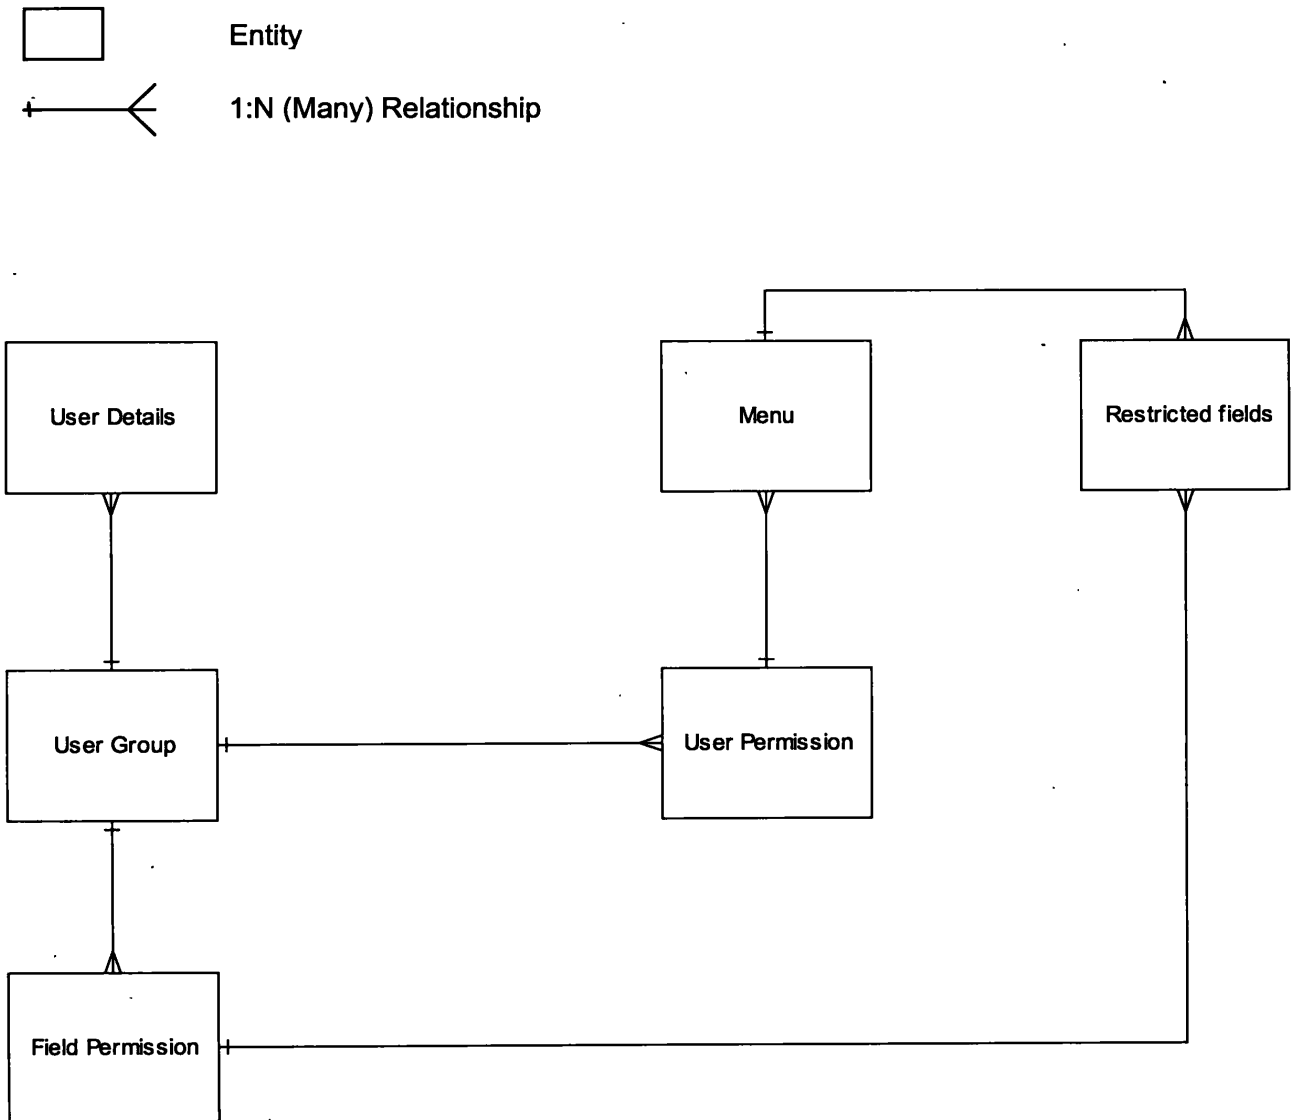 Entity
1:N (Many) Relationship
User Details
Menu
Restricted fields
User Group
User Permission
Field Permission